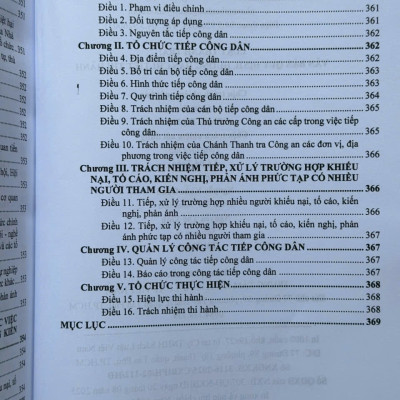 Điều 1. Phạm vi điều chỉnh 361
Điều 2. Đối tượng áp dụng 361
Điều 3. Nguyên tắc tiếp công dân 361
Chương II. TỔ CHỨC TIẾP CÔNG DÂN 362
Điều 4. Địa điểm tiếp công dân 362
Điều 5. Bố trí cán bộ tiếp công dân 362
Điều 6. Hình thức tiếp công dân 362
Điều 7. Quy trình tiếp công dân 362
Điều 8. Trách nhiệm của cán bộ tiếp công dân 364
Điều 9. Trách nhiệm của Thủ trưởng Công an các cấp trong việc tiếp
công dân 365
Điều 10. Trách nhiệm của Chánh Thanh tra Công an các đơn vị, địa
phương trong việc tiếp công dân 366
Chương III. TRÁCH NHIỆM TIẾP, XỬ LÝ TRƯỜNG HỢP KHIẾU
NẠI, TỐ CÁO, KIẾN NGHỊ, PHẢN ÁNH PHỨC TẠP CÓ NHIỀU
NGƯỜI THAM GIA 366
Điều 11. Tiếp, xử lý trường hợp nhiều người khiếu nại, tố cáo, kiến
nghị, phản ánh 366
Điều 12. Tiếp, xử lý trường hợp khiếu nại, tố cáo, kiến nghị, phản
ánh phức tạp có nhiều người tham gia 366
Chương IV. QUẢN LÝ CÔNG TÁC TIẾP CÔNG DÂN 367
Điều 13. Quản lý công tác tiếp công dân 367
Điều 14. Báo cáo trong công tác tiếp công dân 367
Chương V. TỔ CHỨC THỰC HIỆN 368
Điều 15. Hiệu lực thi hành 368
Điều 16. Trách nhiệm thi hành 368
MỤC LỤC 369